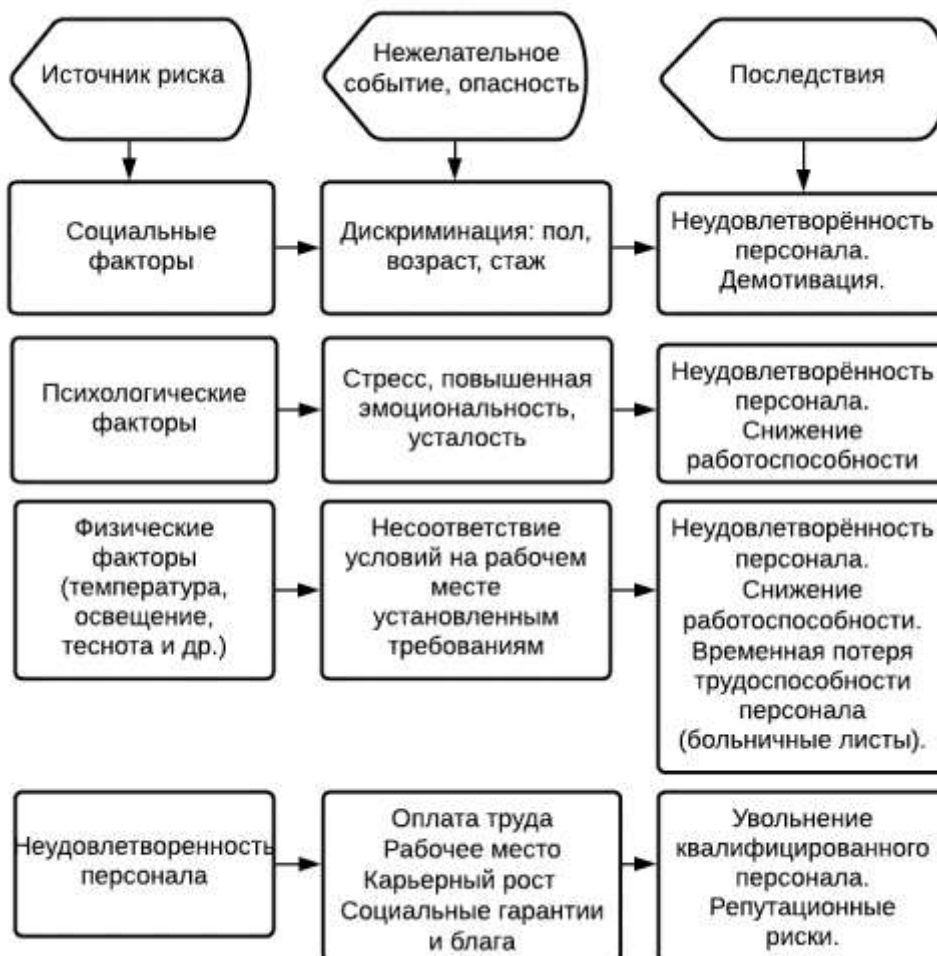 Источник риска
Нежелательное
событие, опасность
Последствия
Социальные
факторы
Дискриминация: пол,
возраст, стаж
Неудовлетворённость
персонала.
Демотивация.
Психологические
факторы
Стресс, повышенная
эмоциональность,
усталость
Неудовлетворённость
персонала.
Снижение
работоспособности
Физические
факторы
(температура,
освещение,
теснота и др.)
Несоответствие
условий на рабочем
месте
установленным
требованиям
Неудовлетворённость
персонала.
Снижение
работоспособности.
Временная потеря
трудоспособности
персонала
(больничные листы).
Неудовлетворенность
персонала
Оплата труда
Рабочее место
Карьерный рост
Социальные гарантии
и блага
Увольнение
квалифицированного
персонала.
Репутационные
риски.